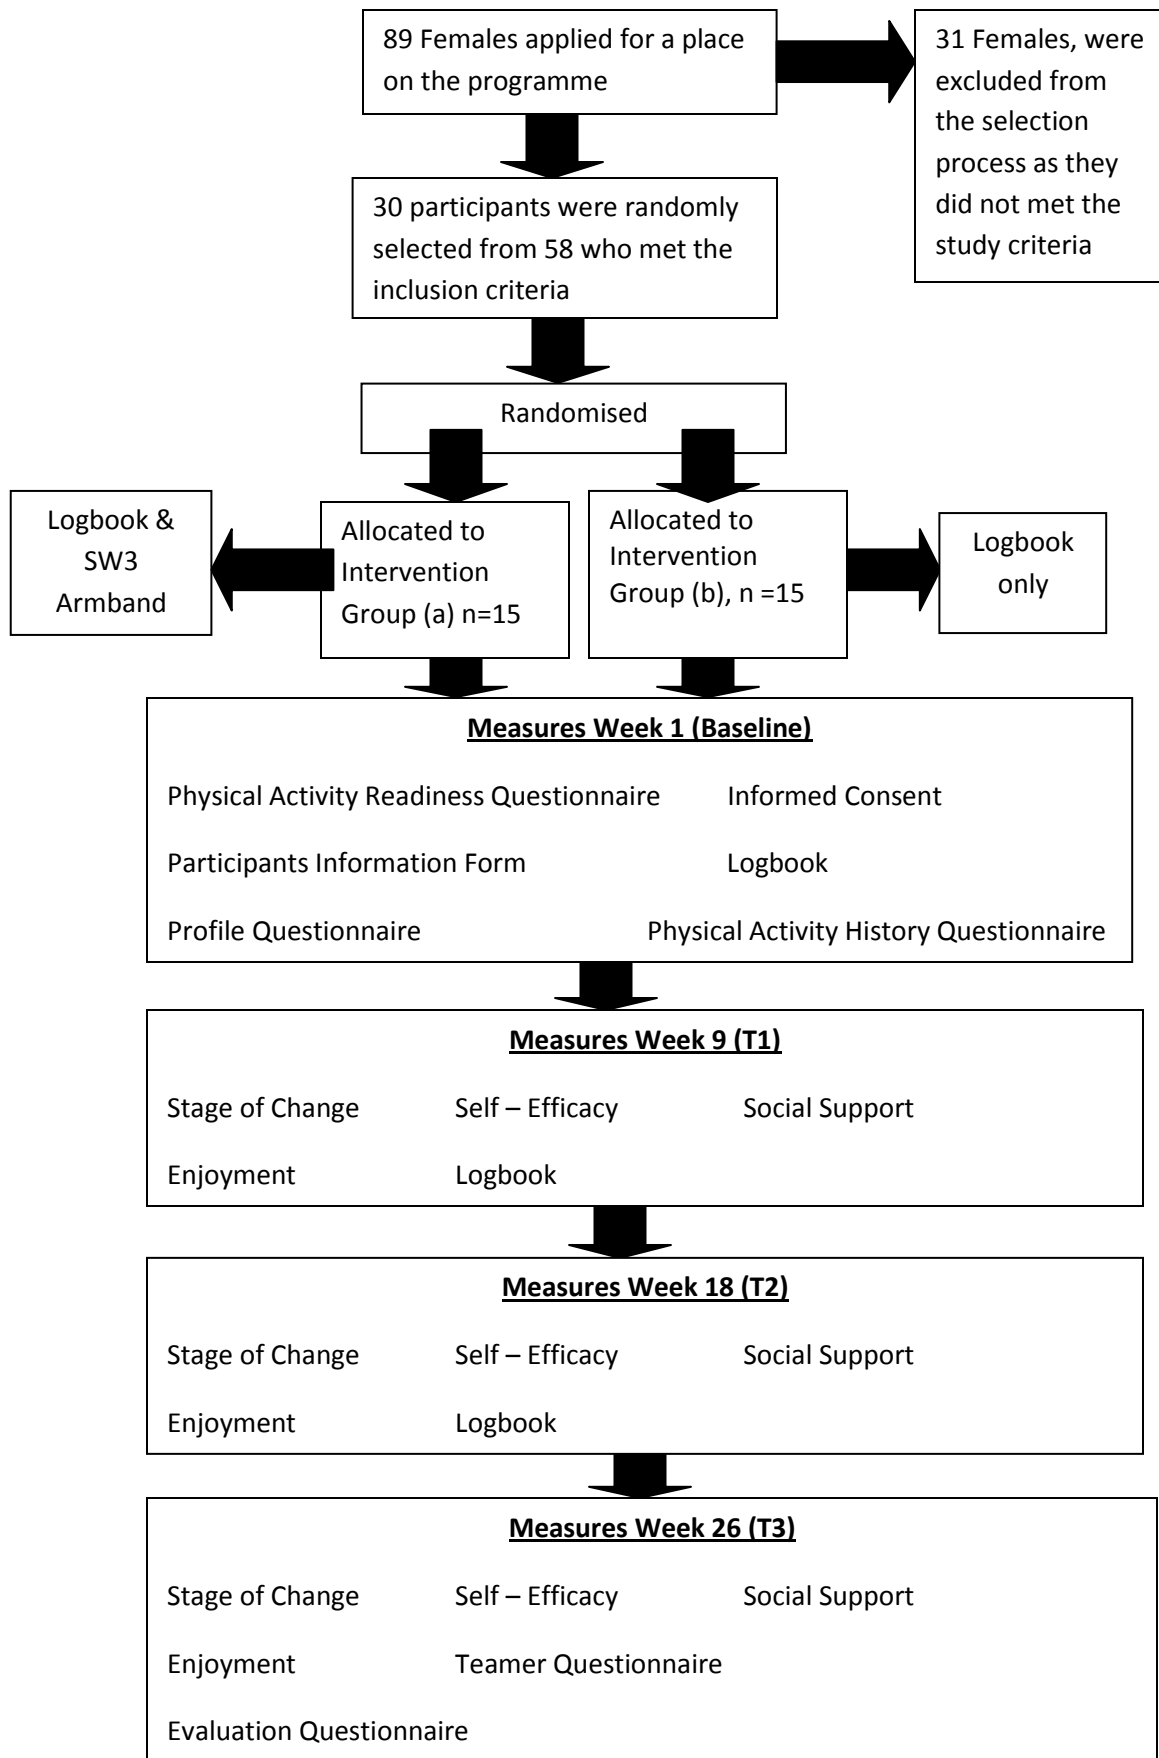 89 Females applied for a place
on the programme
31 Females, were
excluded from
the selection
process as they
did not met the
study criteria
30 participants were randomly
selected from 58 who met the
inclusion criteria
Randomised
Logbook &
SW3
Armband
Allocated to
Intervention
Group (a) n=15
Allocated to
Intervention
Group (b), n =15
Logbook
only
Measures Week 1 (Baseline)
Physical Activity Readiness Questionnaire Informed Consent
Participants Information Form Logbook
Profile Questionnaire Physical Activity History Questionnaire
Measures Week 9 (T1)
Stage of Change Self – Efficacy Social Support
Enjoyment Logbook
Measures Week 18 (T2)
Stage of Change Self – Efficacy Social Support
Enjoyment Logbook
Measures Week 26 (T3)
Stage of Change Self – Efficacy Social Support
Enjoyment Teamer Questionnaire
Evaluation Questionnaire